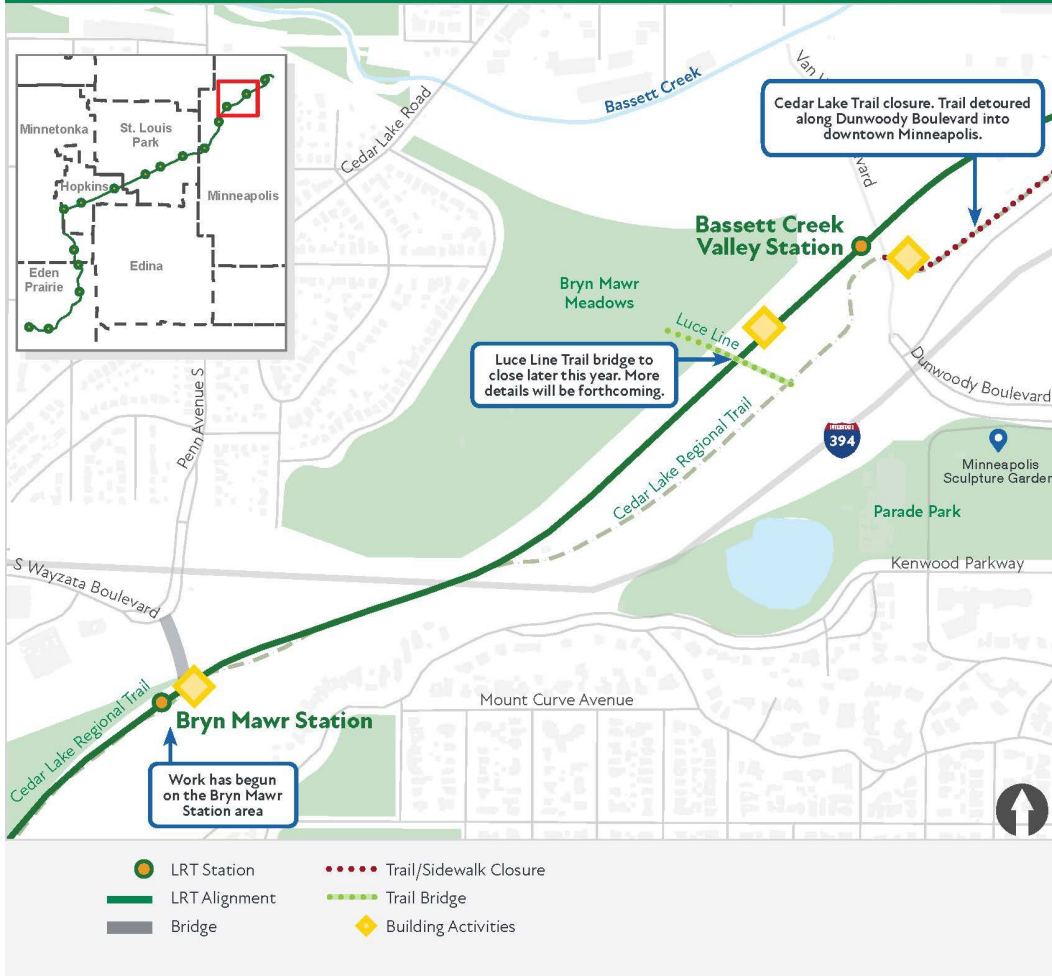 Minnetonka
St. Louis
Park
Hopkins
Minneapolis
Eden
Prairie
Edina
Cedar Lake Road
Bassett Creek
Cedar Lake Trail closure. Trail detoured
along Dunwoody Boulevard into
downtown Minneapolis.
Bassett Creek
Valley Station
Bryn Mawr
Meadows
Luce Line
Luce Line Trail bridge to
close later this year. More
details will be forthcoming.
Dunwoody Boulevard
Penn Avenue S
Cedar Lake Regional Trail
INTERSTATE
394
Minneapolis
Sculpture Garden
Parade Park
Kenwood Parkway
S Wayzata Boulevard
Cedar Lake Regional Trail
Bryn Mawr Station
Mount Curve Avenue
Work has begun
on the Bryn Mawr
Station area
LRT Station
LRT Alignment
Bridge
Trail/Sidewalk Closure
Trail Bridge
Building Activities